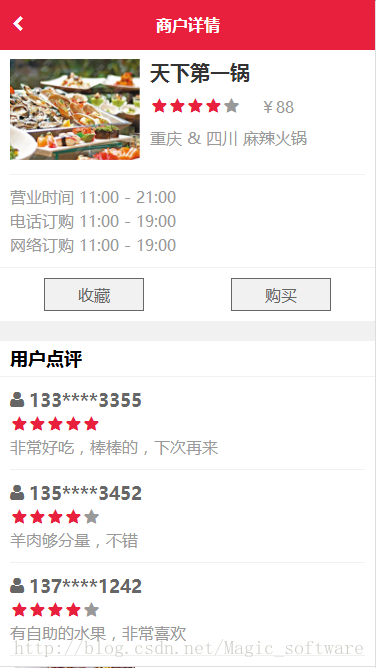 商户详情
天下第一锅
￥88
重庆 & 四川 麻辣火锅
营业时间 11:00 - 21:00
电话订购 11:00 - 19:00
网络订购 11:00 - 19:00
收藏 购买
用户点评
133****3355
非常好吃，棒棒的，下次再来
135****3452
羊肉够分量，不错
137****1242
有自助的水果，非常喜欢
http://blog.csdn.net/Magic_software